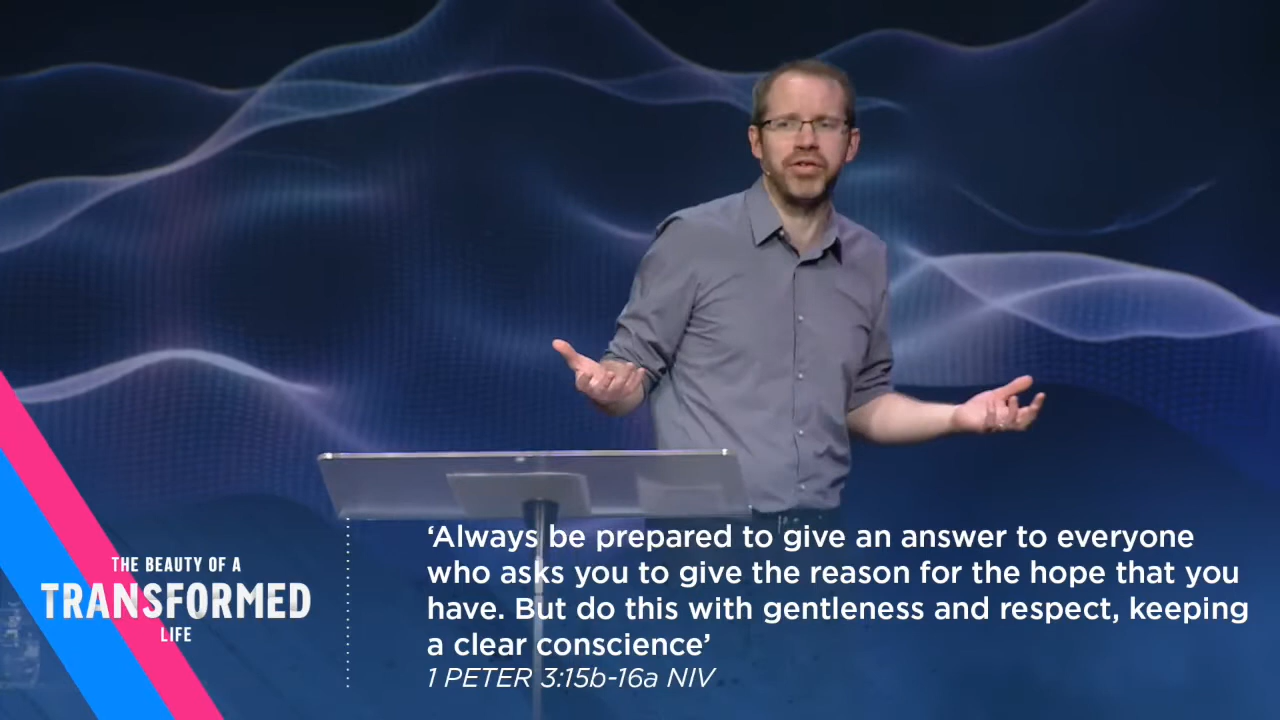 THE BEAUTY OF A
TRANSFORMED
LIFE
‘Always be prepared to give an answer to everyone
who asks you to give the reason for the hope that you
have. But do this with gentleness and respect, keeping
a clear conscience’
1 PETER 3:15b-16a NIV